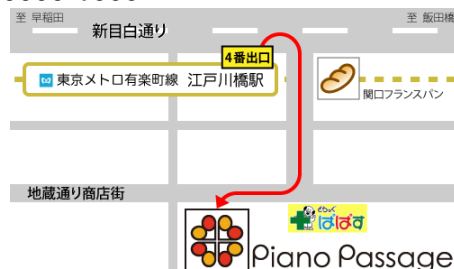 至 早稲田
至 飯田橋
新目白通り
4番出口
東京メトロ有楽町線 江戸川橋駅
関口フランスパン
地蔵通り商店街
どらっぐ
ぱぱす
Piano Passage